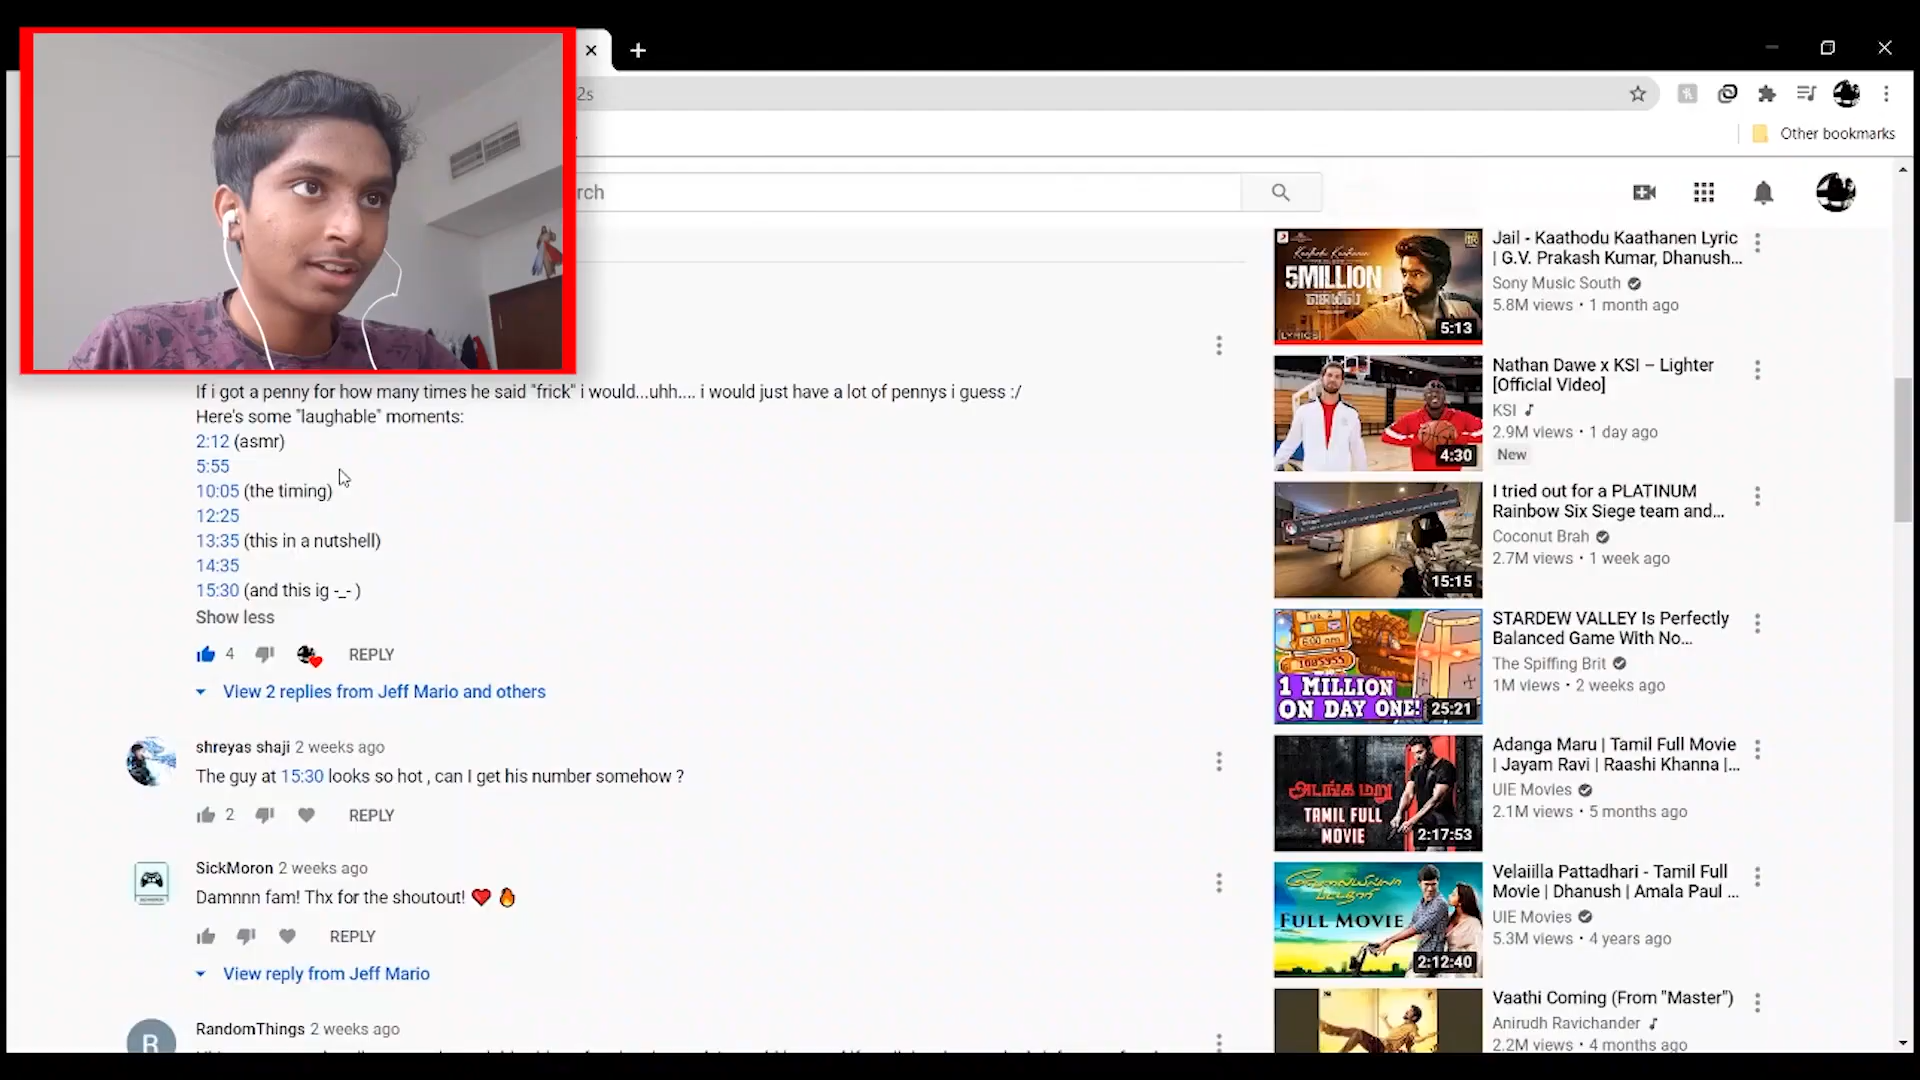 2s
Other bookmarks
rch
If i got a penny for how many times he said "frick" i would...uhh.... i would just have a lot of pennys i guess :/
Here's some "laughable" moments:
2:12 (asmr)
5:55
10:05 (the timing)
12:25
13:35 (this in a nutshell)
14:35
15:30 (and this ig -_- )
Show less
4
REPLY
View 2 replies from Jeff Mario and others
shreyas shaji 2 weeks ago
The guy at 15:30 looks so hot , can I get his number somehow ?
2
REPLY
SickMoron 2 weeks ago
Damnnn fam! Thx for the shoutout! ❤️ 🔥
REPLY
View reply from Jeff Mario
R
RandomThings 2 weeks ago
5MILLION
LYRICS
5:13
Jail - Kaathodu Kaathanen Lyric
| G.V. Prakash Kumar, Dhanush...
Sony Music South
5.8M views • 1 month ago
4:30
Nathan Dawe x KSI – Lighter
[Official Video]
KSI
2.9M views • 1 day ago
New
15:15
I tried out for a PLATINUM
Rainbow Six Siege team and...
Coconut Brah
2.7M views • 1 week ago
1 MILLION
ON DAY ONE!
25:21
STARDEW VALLEY Is Perfectly
Balanced Game With No...
The Spiffing Brit
1M views • 2 weeks ago
அடங்க மறு
TAMIL FULL
MOVIE
2:17:53
Adanga Maru | Tamil Full Movie
| Jayam Ravi | Raashi Khanna |...
UIE Movies
2.1M views • 5 months ago
வேலையில்லா
பட்டதாரி
FULL MOVIE
2:12:40
Velaiilla Pattadhari - Tamil Full
Movie | Dhanush | Amala Paul ...
UIE Movies
5.3M views • 4 years ago
Vaathi Coming (From "Master")
Anirudh Ravichander
2.2M views • 4 months ago